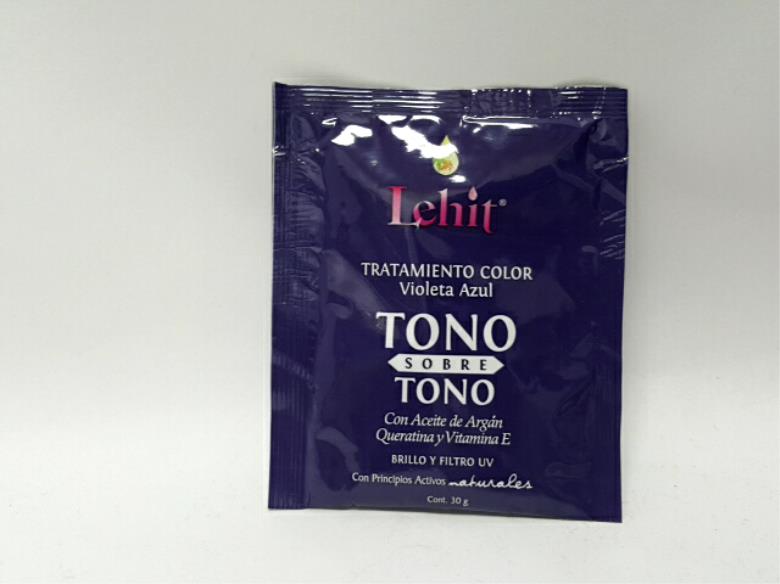 Lehit®
TRATAMIENTO COLOR
Violeta Azul
TONO
SOBRE
TONO
Con Aceite de Argán
Queratina y Vitamina E
BRILLO Y FILTRO UV
Con Principios Activos naturales
Cont. 30 g